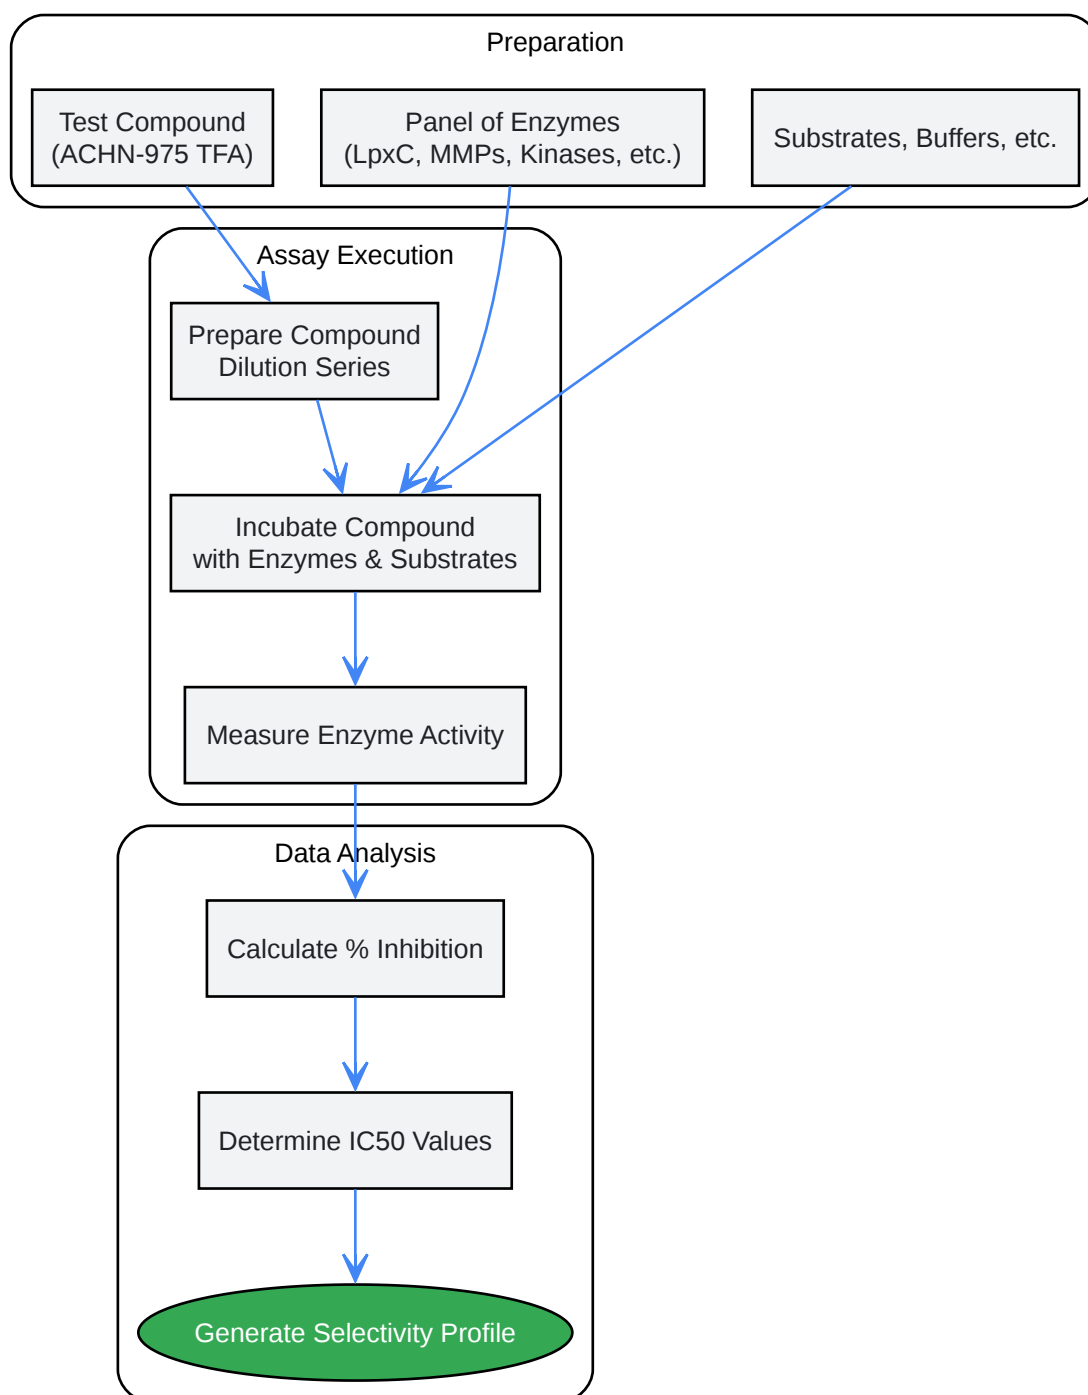 Preparation
Test Compound
(ACHN-975 TFA)
Panel of Enzymes
(LpxC, MMPs, Kinases, etc.)
Substrates, Buffers, etc.
Assay Execution
Prepare Compound
Dilution Series
Incubate Compound
with Enzymes & Substrates
Measure Enzyme Activity
Data Analysis
Calculate % Inhibition
Determine IC50 Values
Generate Selectivity Profile